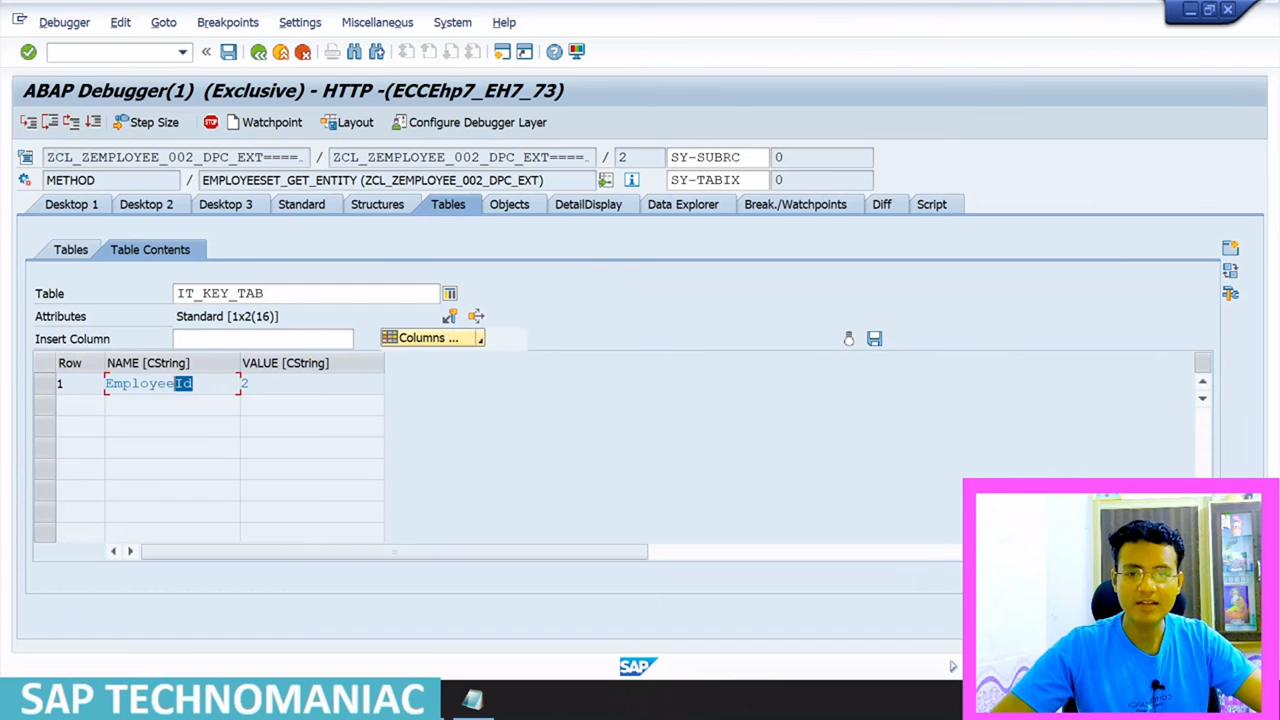 Debugger Edit Goto Breakpoints Settings Miscellaneous System Help
ABAP Debugger(1) (Exclusive) - HTTP -(ECCEhp7_EH7_73)
Step Size Watchpoint Layout Configure Debugger Layer
ZCL_ZEMPLOYEE_002_DPC_EXT====… / ZCL_ZEMPLOYEE_002_DPC_EXT====… / 2 SY-SUBRC 0
METHOD / EMPLOYEESET_GET_ENTITY (ZCL_ZEMPLOYEE_002_DPC_EXT) SY-TABIX 0
Desktop 1 Desktop 2 Desktop 3 Standard Structures Tables Objects DetailDisplay Data Explorer Break./Watchpoints Diff Script
Tables Table Contents
Table IT_KEY_TAB
Attributes Standard [1x2(16)]
Insert Column Columns ...
Row NAME [CString] VALUE [CString]
1 EmployeeId 2
SAP
SAP TECHNOMANIAC